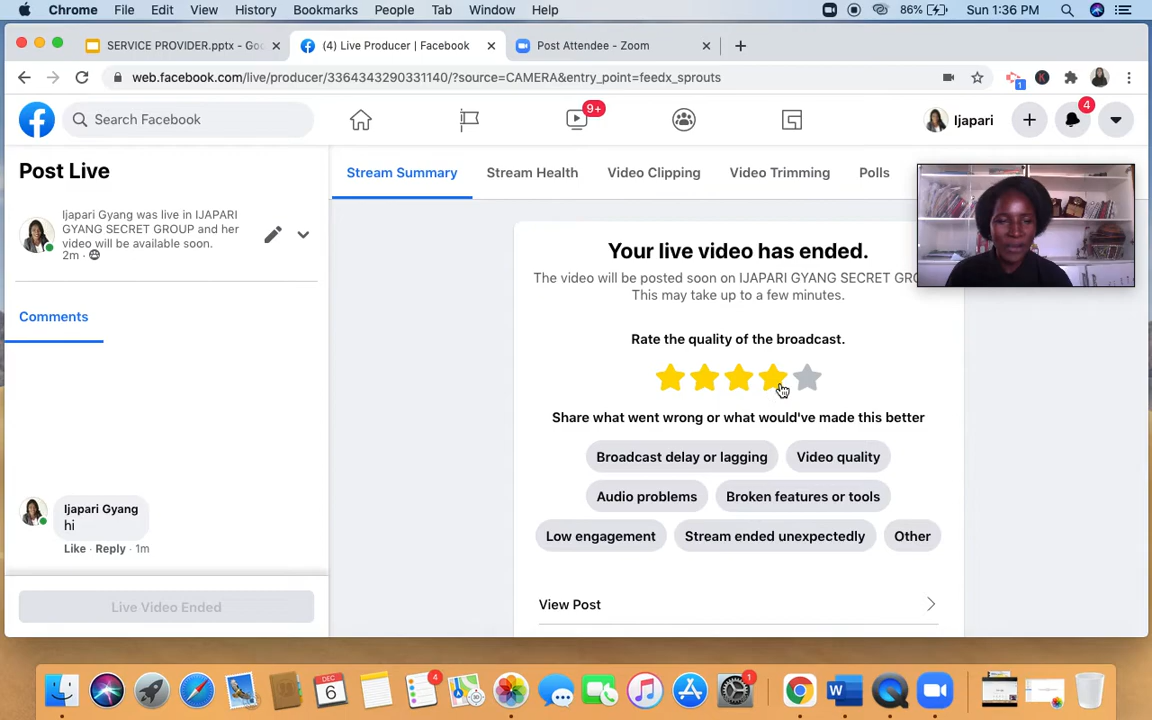 Chrome File Edit View History Bookmarks People Tab Window Help 86% Sun 1:36 PM
SERVICE PROVIDER.pptx - Goo (4) Live Producer | Facebook Post Attendee - Zoom
web.facebook.com/live/producer/3364343290331140/?source=CAMERA&entry_point=feedx_sprouts K 1
Search Facebook 9+ Ijapari 4
Post Live
Ijapari Gyang was live in IJAPARI
GYANG SECRET GROUP and her
video will be available soon.
2m ·
Comments
Ijapari Gyang
hi
Like · Reply · 1m
Live Video Ended
Stream Summary Stream Health Video Clipping Video Trimming Polls
Your live video has ended.
The video will be posted soon on IJAPARI GYANG SECRET GRO
This may take up to a few minutes.
Rate the quality of the broadcast.
Share what went wrong or what would've made this better
Broadcast delay or lagging Video quality
Audio problems Broken features or tools
Low engagement Stream ended unexpectedly Other
View Post
DEC 4 1
6